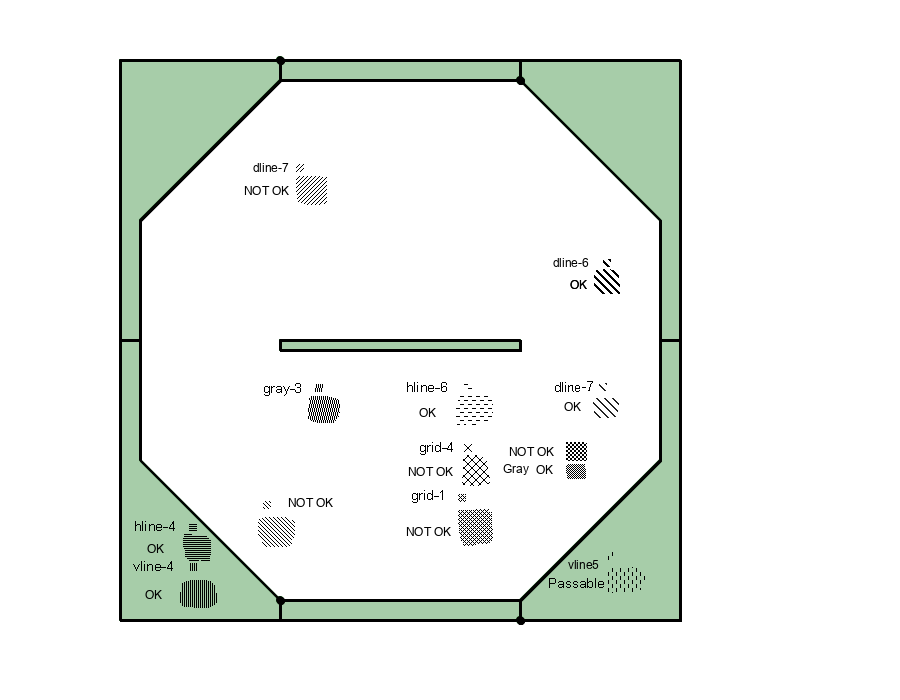 dline-7
NOT OK
dline-6
OK
gray-3
hline-6
OK
dline-7
OK
grid-4
NOT OK
NOT OK
Gray OK
grid-1
NOT OK
NOT OK
hline-4
OK
vline-4
OK
vline5
Passable